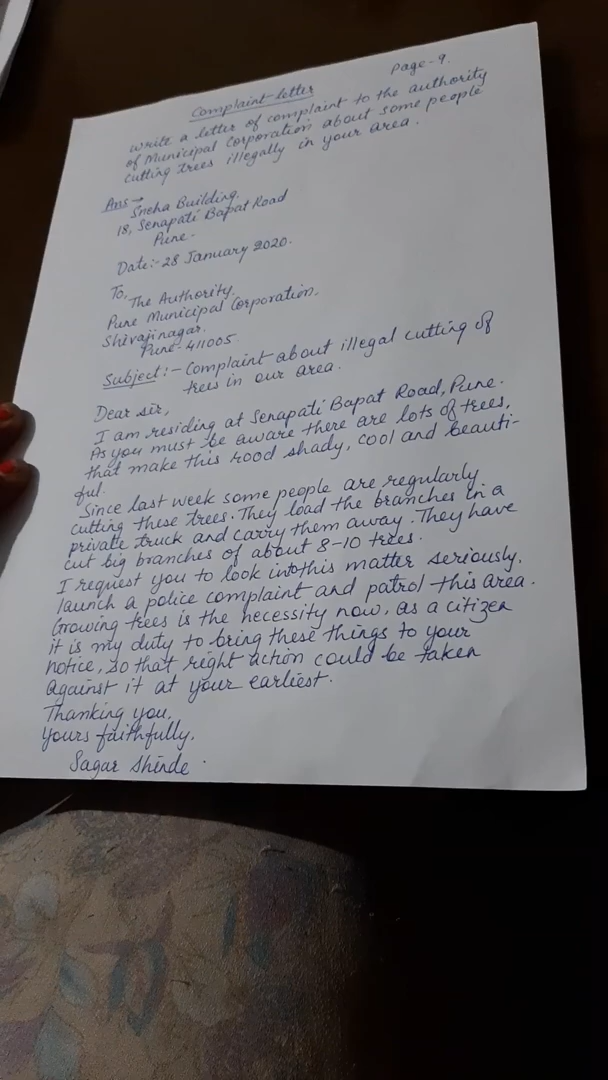 Page-9.
Complaint-letter
Write a letter of complaint to the authority
of Municipal Corporation about some people
cutting trees illegally in your area.
Ans →
Sneha Building.
18, Senapati Bapat Road
Pune-
Date:- 28 January 2020.
To,
The Authority.
Pune Municipal Corporation.
Shivajinagar.
Pune-411005.
Subject:- Complaint about illegal cutting of
trees in our area.
Dear sir,
I am residing at Senapati Bapat Road, Pune.
As you must be aware there are lots of trees,
that make this rood shady, cool and beauti-
ful.
Since last week some people are regularly
cutting these trees. They load the branches in a
private truck and carry them away. They have
cut big branches of about 8-10 trees.
I request you to look into this matter seriously.
launch a police complaint and patrol this area.
Growing trees is the necessity now, as a citizen
it is my duty to bring these things to your
notice, so that right action could be taken
against it at your earliest.
Thanking you,
Yours faithfully.
Sagar Shinde.